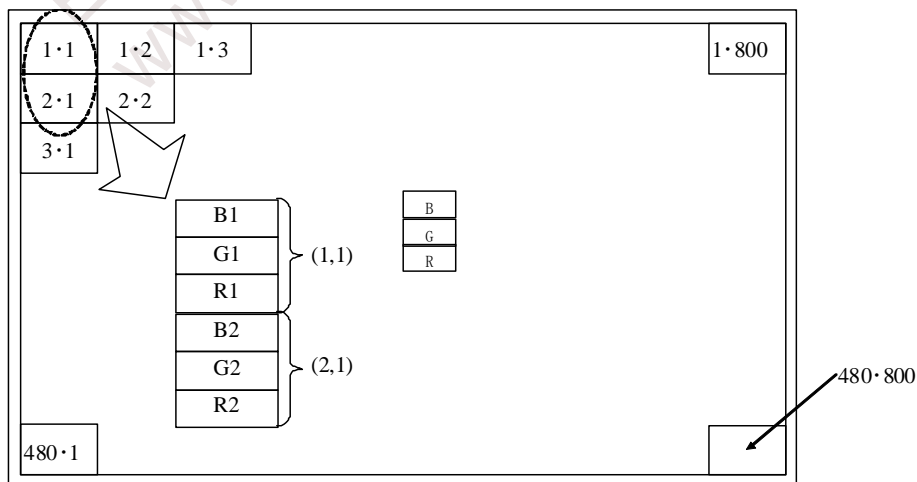 1·1 1·2 1·3 1·800
2·1 2·2
3·1
B1
G1 (1,1)
R1
B2
G2 (2,1)
R2
B
G
R
480·800
480·1